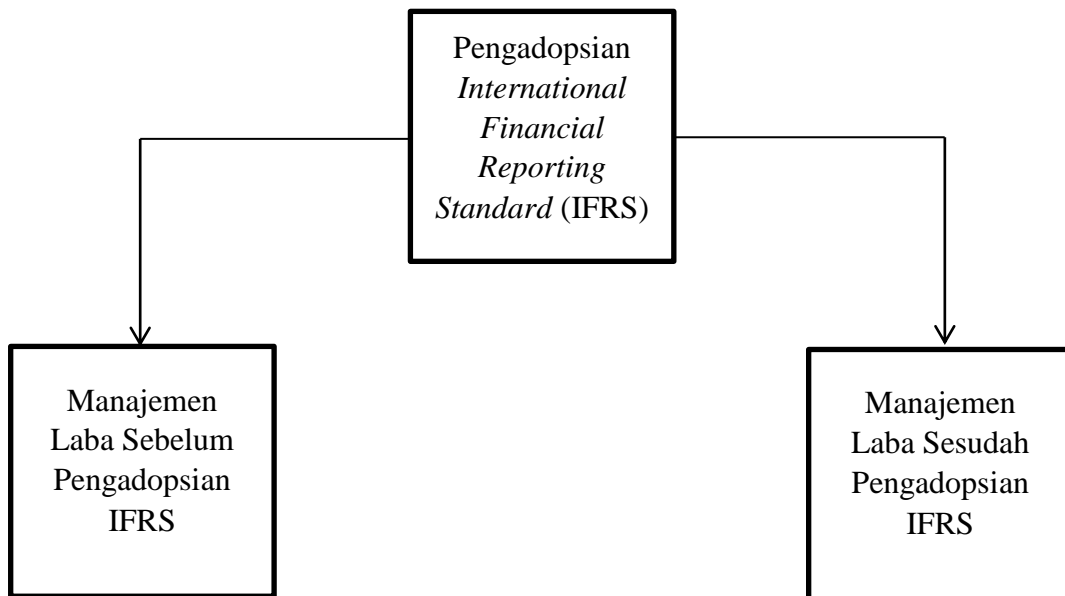 Pengadopsian
International
Financial
Reporting
Standard (IFRS)
Manajemen
Laba Sebelum
Pengadopsian
IFRS
Manajemen
Laba Sesudah
Pengadopsian
IFRS